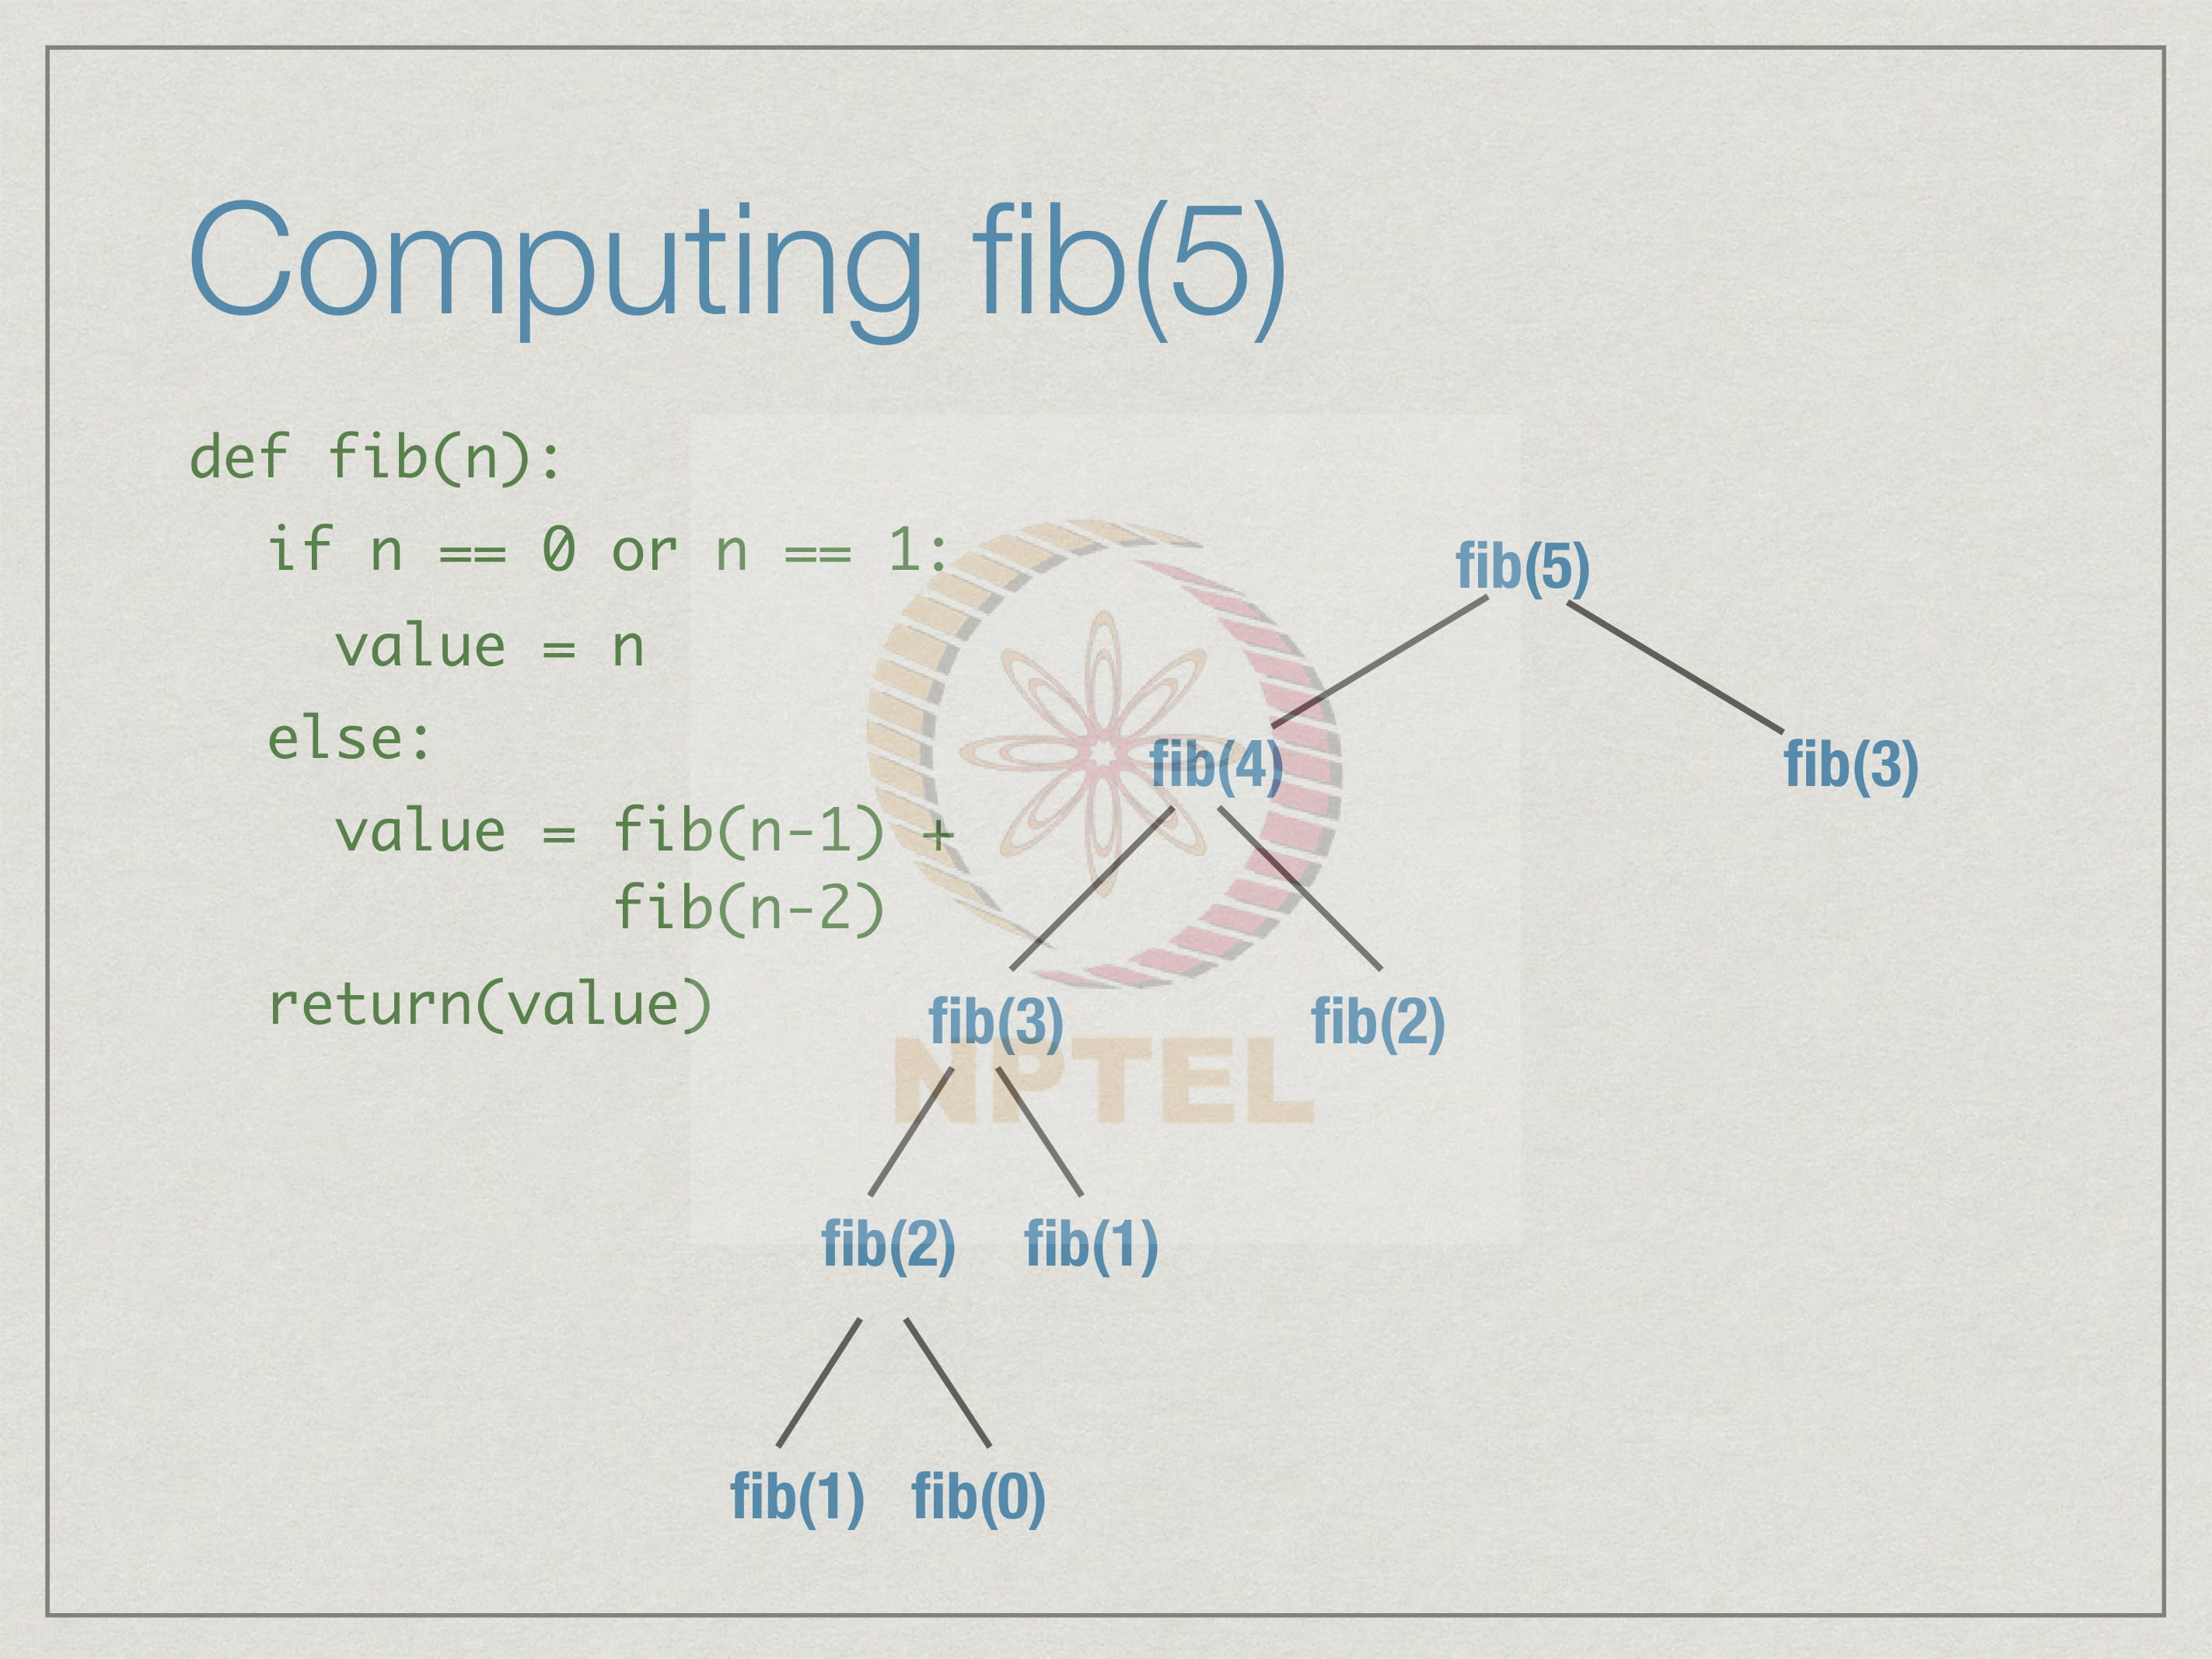 Computing fib(5)
def fib(n):
if n == 0 or n == 1:
value = n
else:
value = fib(n-1) +
fib(n-2)
return(value)
fib(5)
fib(4)
fib(3)
fib(3)
fib(2)
NPTEL
fib(2)
fib(1)
fib(1)
fib(0)